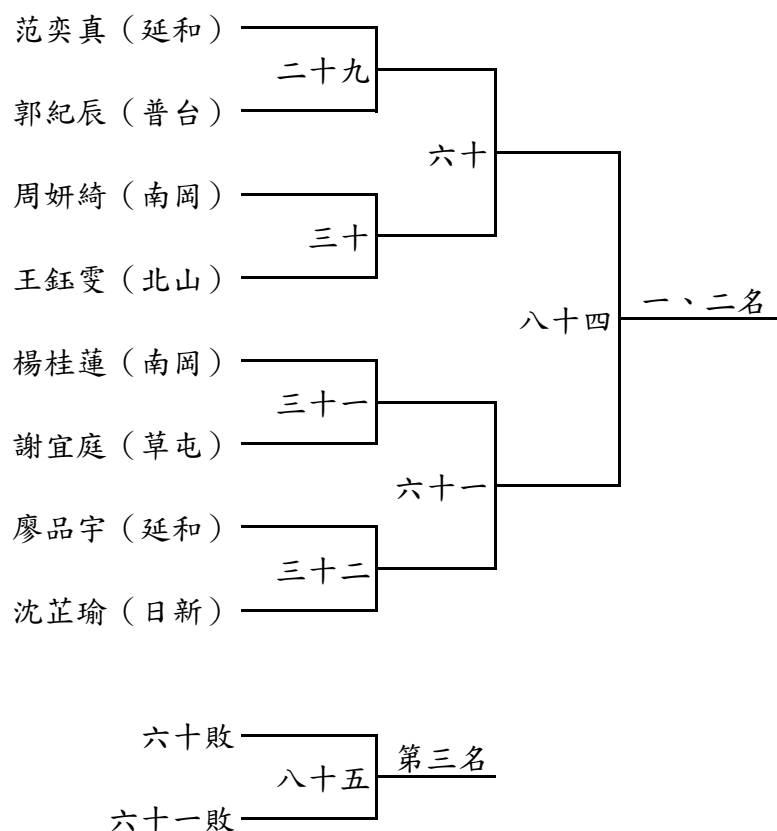 范奕真（延和）
二十九
郭紀辰（普台）
六十
周妍綺（南岡）
三十
王鈺雯（北山）
一、二名
八十四
楊桂蓮（南岡）
三十一
謝宜庭（草屯）
六十一
廖品宇（延和）
三十二
沈芷瑜（日新）
六十敗
第三名
八十五
六十一敗